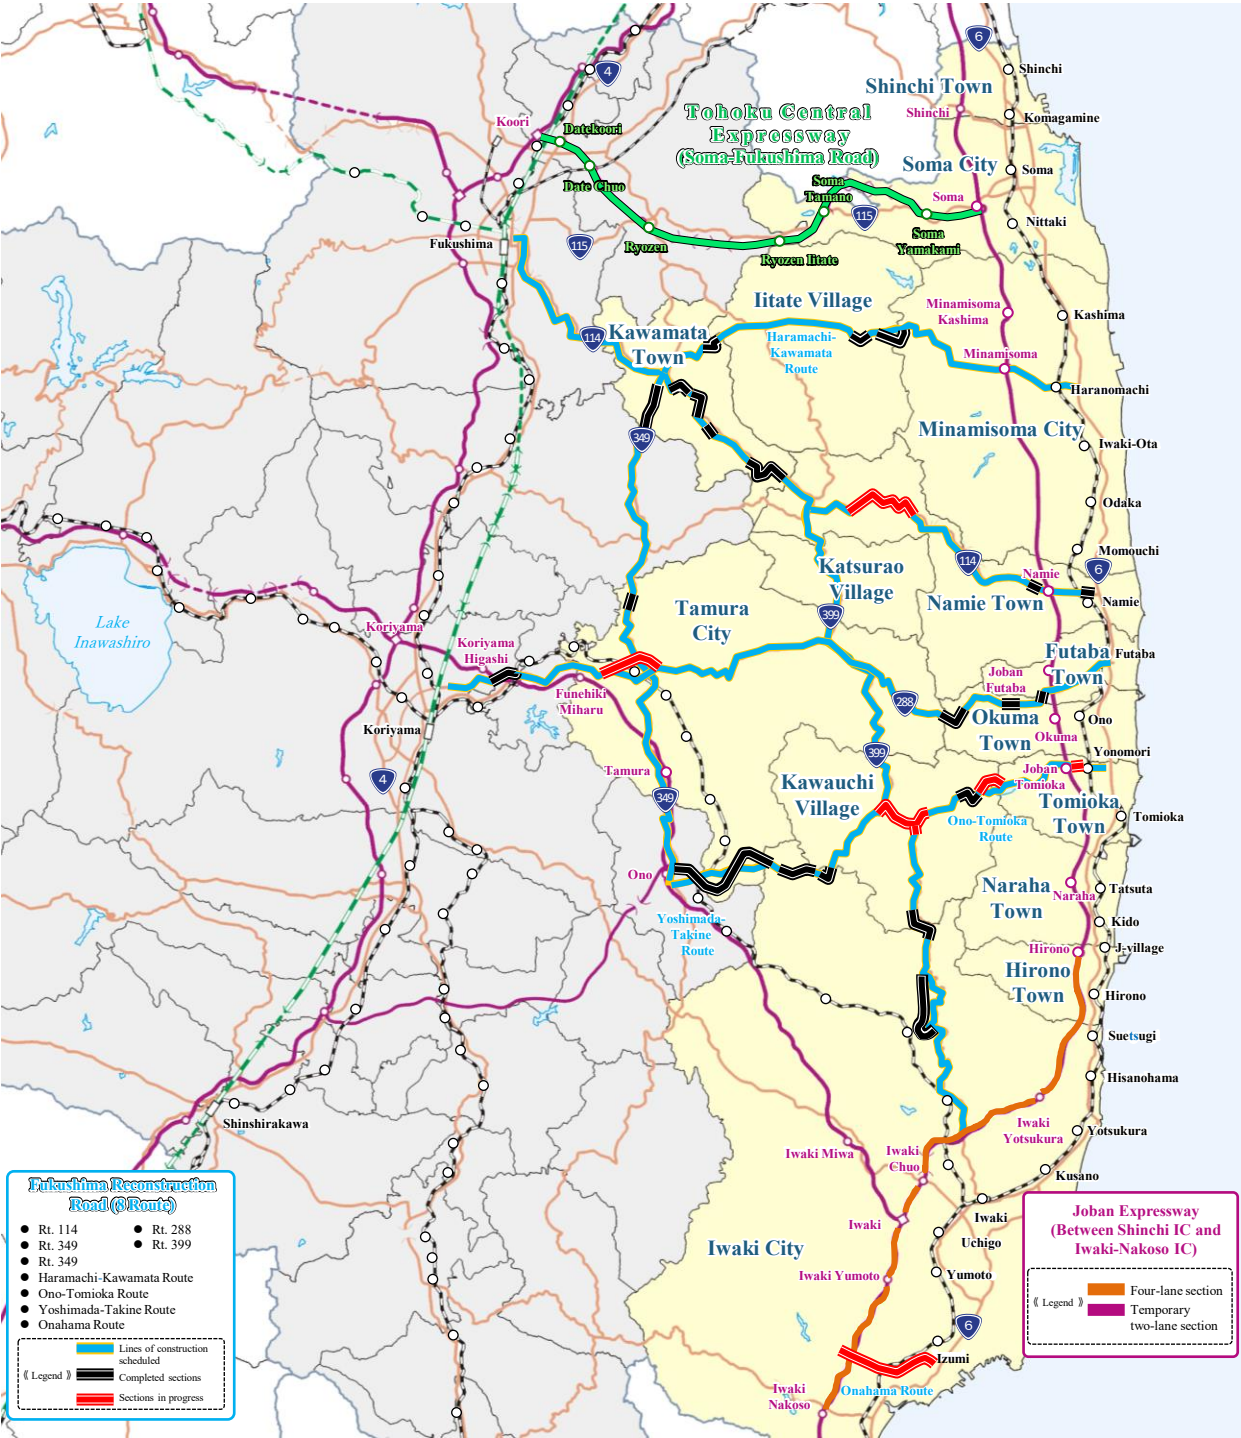 6
Shinchi
Shinchi Town
4
Tohoku Central
Expressway
(Soma-Fukushima Road)
Shinchi
Komagamine
Koori
Datekoori
Soma City
Soma
Date Chuo
Soma
Tamano
Soma
115
Nittaki
Fukushima
115
Ryozen
Soma
Yamakami
Ryozen Iitate
Iitate Village
Minamisoma
Kashima
Kashima
114
Kawamata
Town
Haramachi-
Kawamata
Route
Minamisoma
Haranomachi
349
Minamisoma City
Iwaki-Ota
Odaka
Momouchi
114
6
Katsurao
Village
Namie
Namie Town
Namie
Lake
Inawashiro
Tamura
City
399
Koriyama
Koriyama
Higashi
Futaba
Town
Futaba
Joban
Futaba
Funehiki
Miharu
288
Okuma
Town
Ono
Okuma
Koriyama
399
Yonomori
Tamura
4
Kawauchi
Village
Joban
Tomioka
349
Tomioka
Town
Tomioka
Ono-Tomioka
Route
Ono
Naraha
Town
Tatsuta
Naraha
Yoshimada-
Takine
Route
Kido
Hirono
J-village
Hirono
Town
Hirono
Suetsugi
Hisanohama
Shinshirakawa
Iwaki
Yotsukura
Yotsukura
Iwaki Miwa
Iwaki
Chuo
Kusano
Iwaki
Iwaki
Uchigo
Iwaki City
Iwaki Yumoto
Yumoto
6
Izumi
Onahama Route
Iwaki
Nakoso
Fukushima Reconstruction
Road (8 Route)
● Rt. 114
● Rt. 288
● Rt. 349
● Rt. 399
● Rt. 349
● Haramachi-Kawamata Route
● Ono-Tomioka Route
● Yoshimada-Takine Route
● Onahama Route
《 Legend 》
Lines of construction
scheduled
Completed sections
Sections in progress
Joban Expressway
(Between Shinchi IC and
Iwaki-Nakoso IC)
《 Legend 》
Four-lane section
Temporary
two-lane section